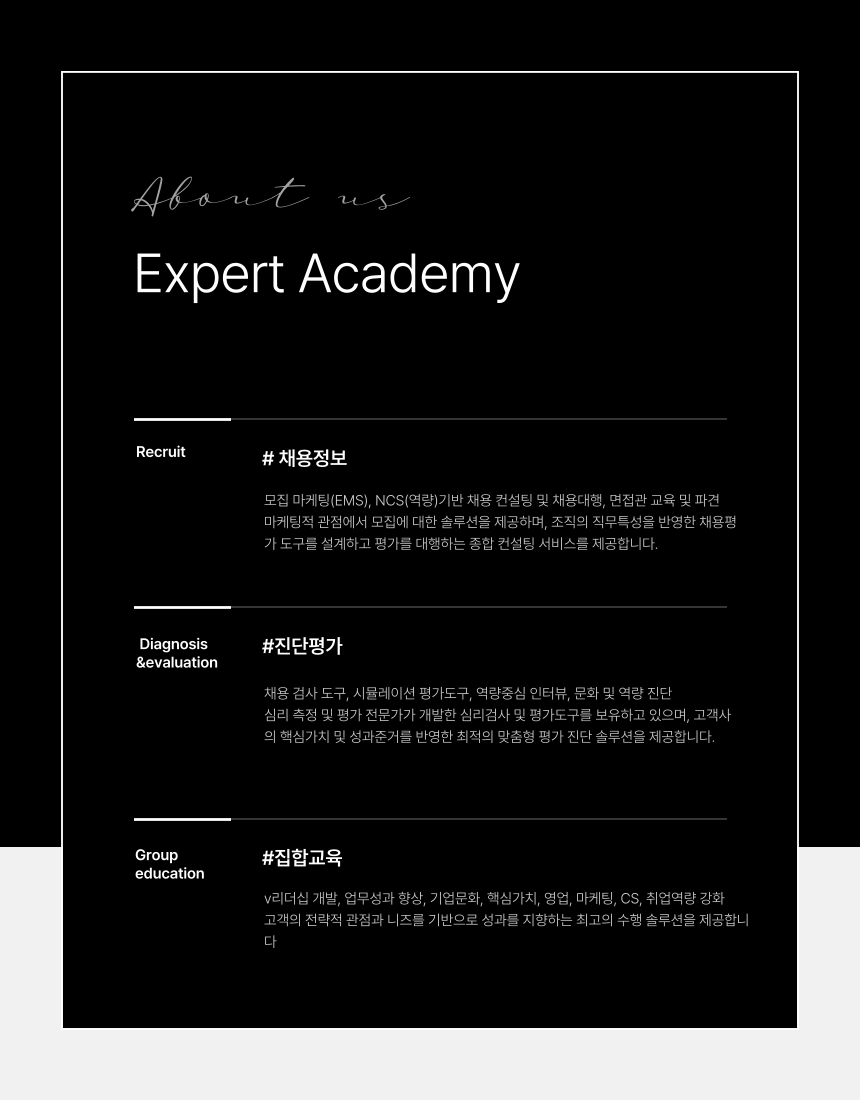 About us
Expert Academy
Recruit
# 채용정보
모집 마케팅(EMS), NCS(역량)기반 채용 컨설팅 및 채용대행, 면접관 교육 및 파견
마케팅적 관점에서 모집에 대한 솔루션을 제공하며, 조직의 직무특성을 반영한 채용평
가 도구를 설계하고 평가를 대행하는 종합 컨설팅 서비스를 제공합니다.
Diagnosis
&evaluation
#진단평가
채용 검사 도구, 시뮬레이션 평가도구, 역량중심 인터뷰, 문화 및 역량 진단
심리 측정 및 평가 전문가가 개발한 심리검사 및 평가도구를 보유하고 있으며, 고객사
의 핵심가치 및 성과준거를 반영한 최적의 맞춤형 평가 진단 솔루션을 제공합니다.
Group
education
#집합교육
v리더십 개발, 업무성과 향상, 기업문화, 핵심가치, 영업, 마케팅, CS, 취업역량 강화
고객의 전략적 관점과 니즈를 기반으로 성과를 지향하는 최고의 수행 솔루션을 제공합니
다